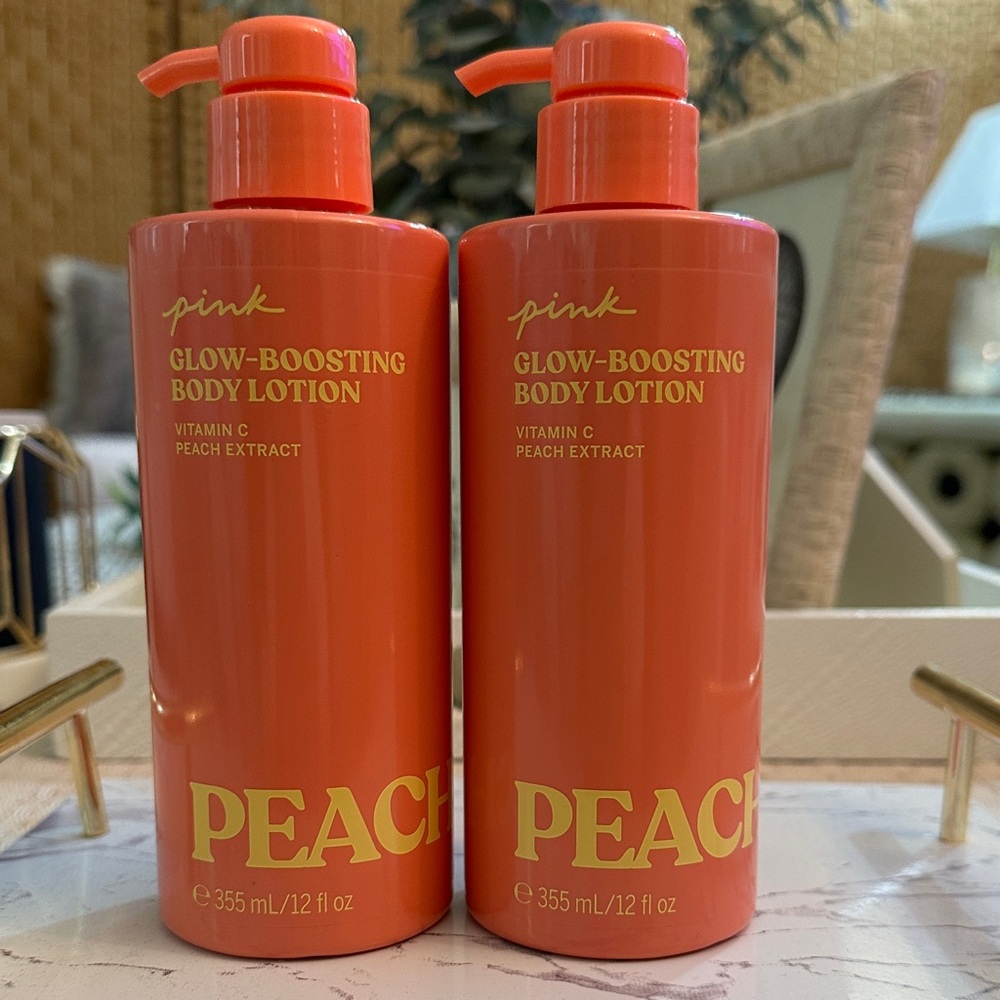 pink
GLOW-BOOSTING
BODY LOTION
VITAMIN C
PEACH EXTRACT
PEACH
℮ 355 mL/12 fl oz
pink
GLOW-BOOSTING
BODY LOTION
VITAMIN C
PEACH EXTRACT
PEACH
℮ 355 mL/12 fl oz